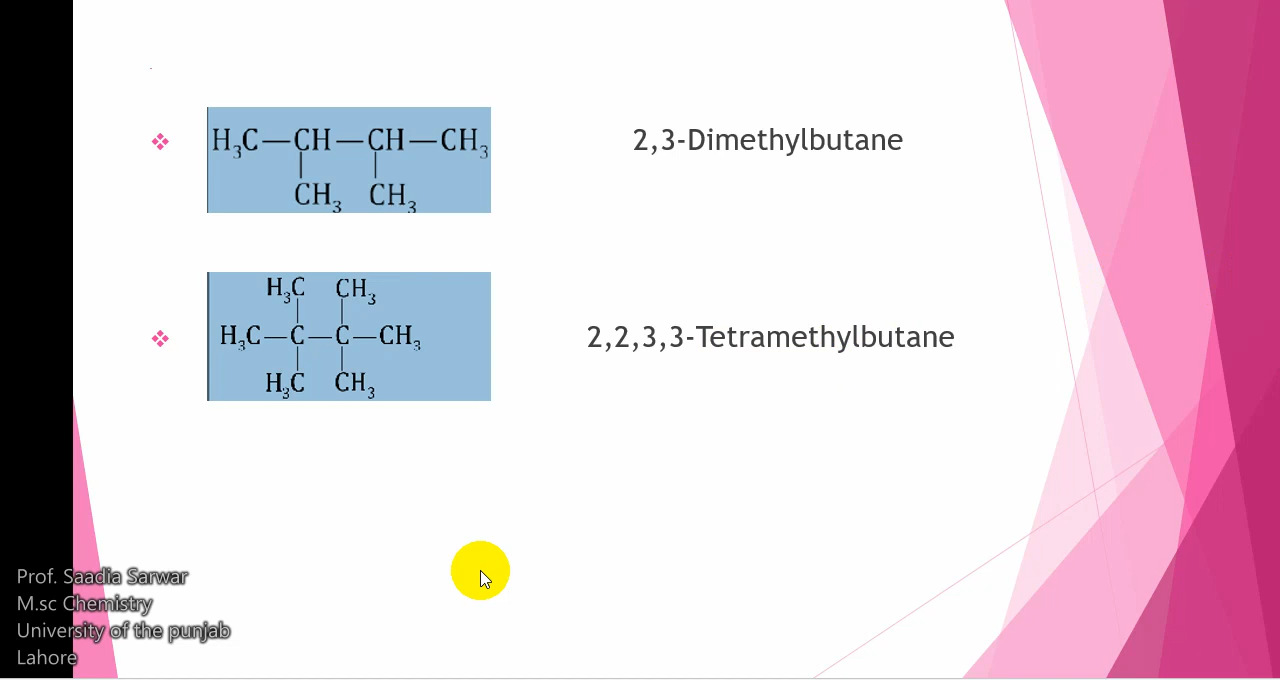 H₃C—CH—CH—CH₃
CH₃ CH₃
2,3-Dimethylbutane
H₃C CH₃
H₃C—C—C—CH₃
H₃C CH₃
2,2,3,3-Tetramethylbutane
Prof. Saadia Sarwar
M.sc Chemistry
University of the punjab
Lahore